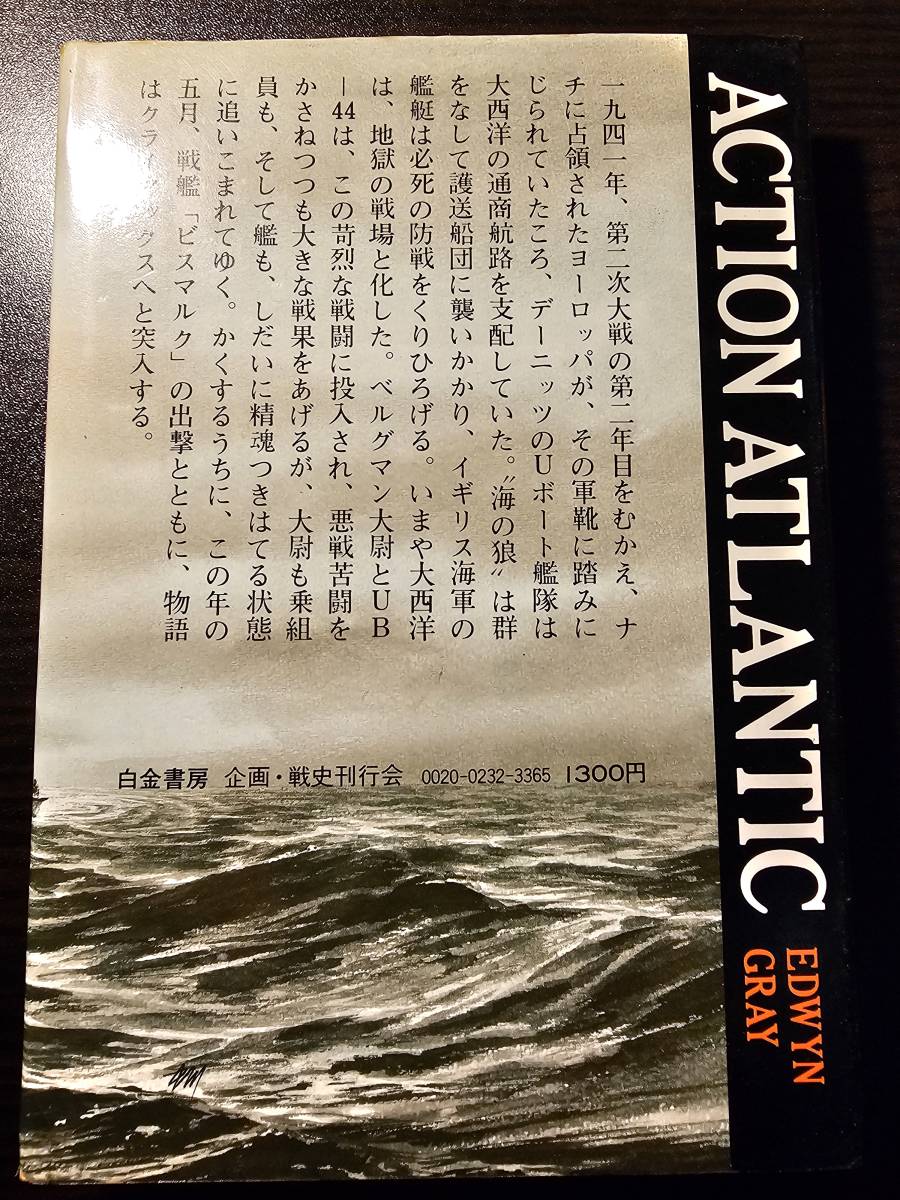 一九四一年、第二次大戦の第二年目をむかえ、ナ
チに占領されたヨーロッパが、その軍靴に踏みに
じられていたころ、デーニッツのUボート艦隊は
大西洋の通商航路を支配していた。〝海の狼〟は群
をなして護送船団に襲いかかり、イギリス海軍の
艦艇は必死の防戦をくりひろげる。いまや大西洋
は、地獄の戦場と化した。ベルグマン大尉とUB
―44は、この苛烈な戦闘に投入され、悪戦苦闘を
かさねつつも大きな戦果をあげるが、大尉も乗組
員も、そして艦も、しだいに精魂つきはてる状態
に追いこまれてゆく。かくするうちに、この年の
五月、戦艦「ビスマルク」の出撃とともに、物語
はクライマックスへと突入する。
白金書房 企画・戦史刊行会 0020-0232-3365 1300円
ACTION ATLANTIC
EDWYN
GRAY